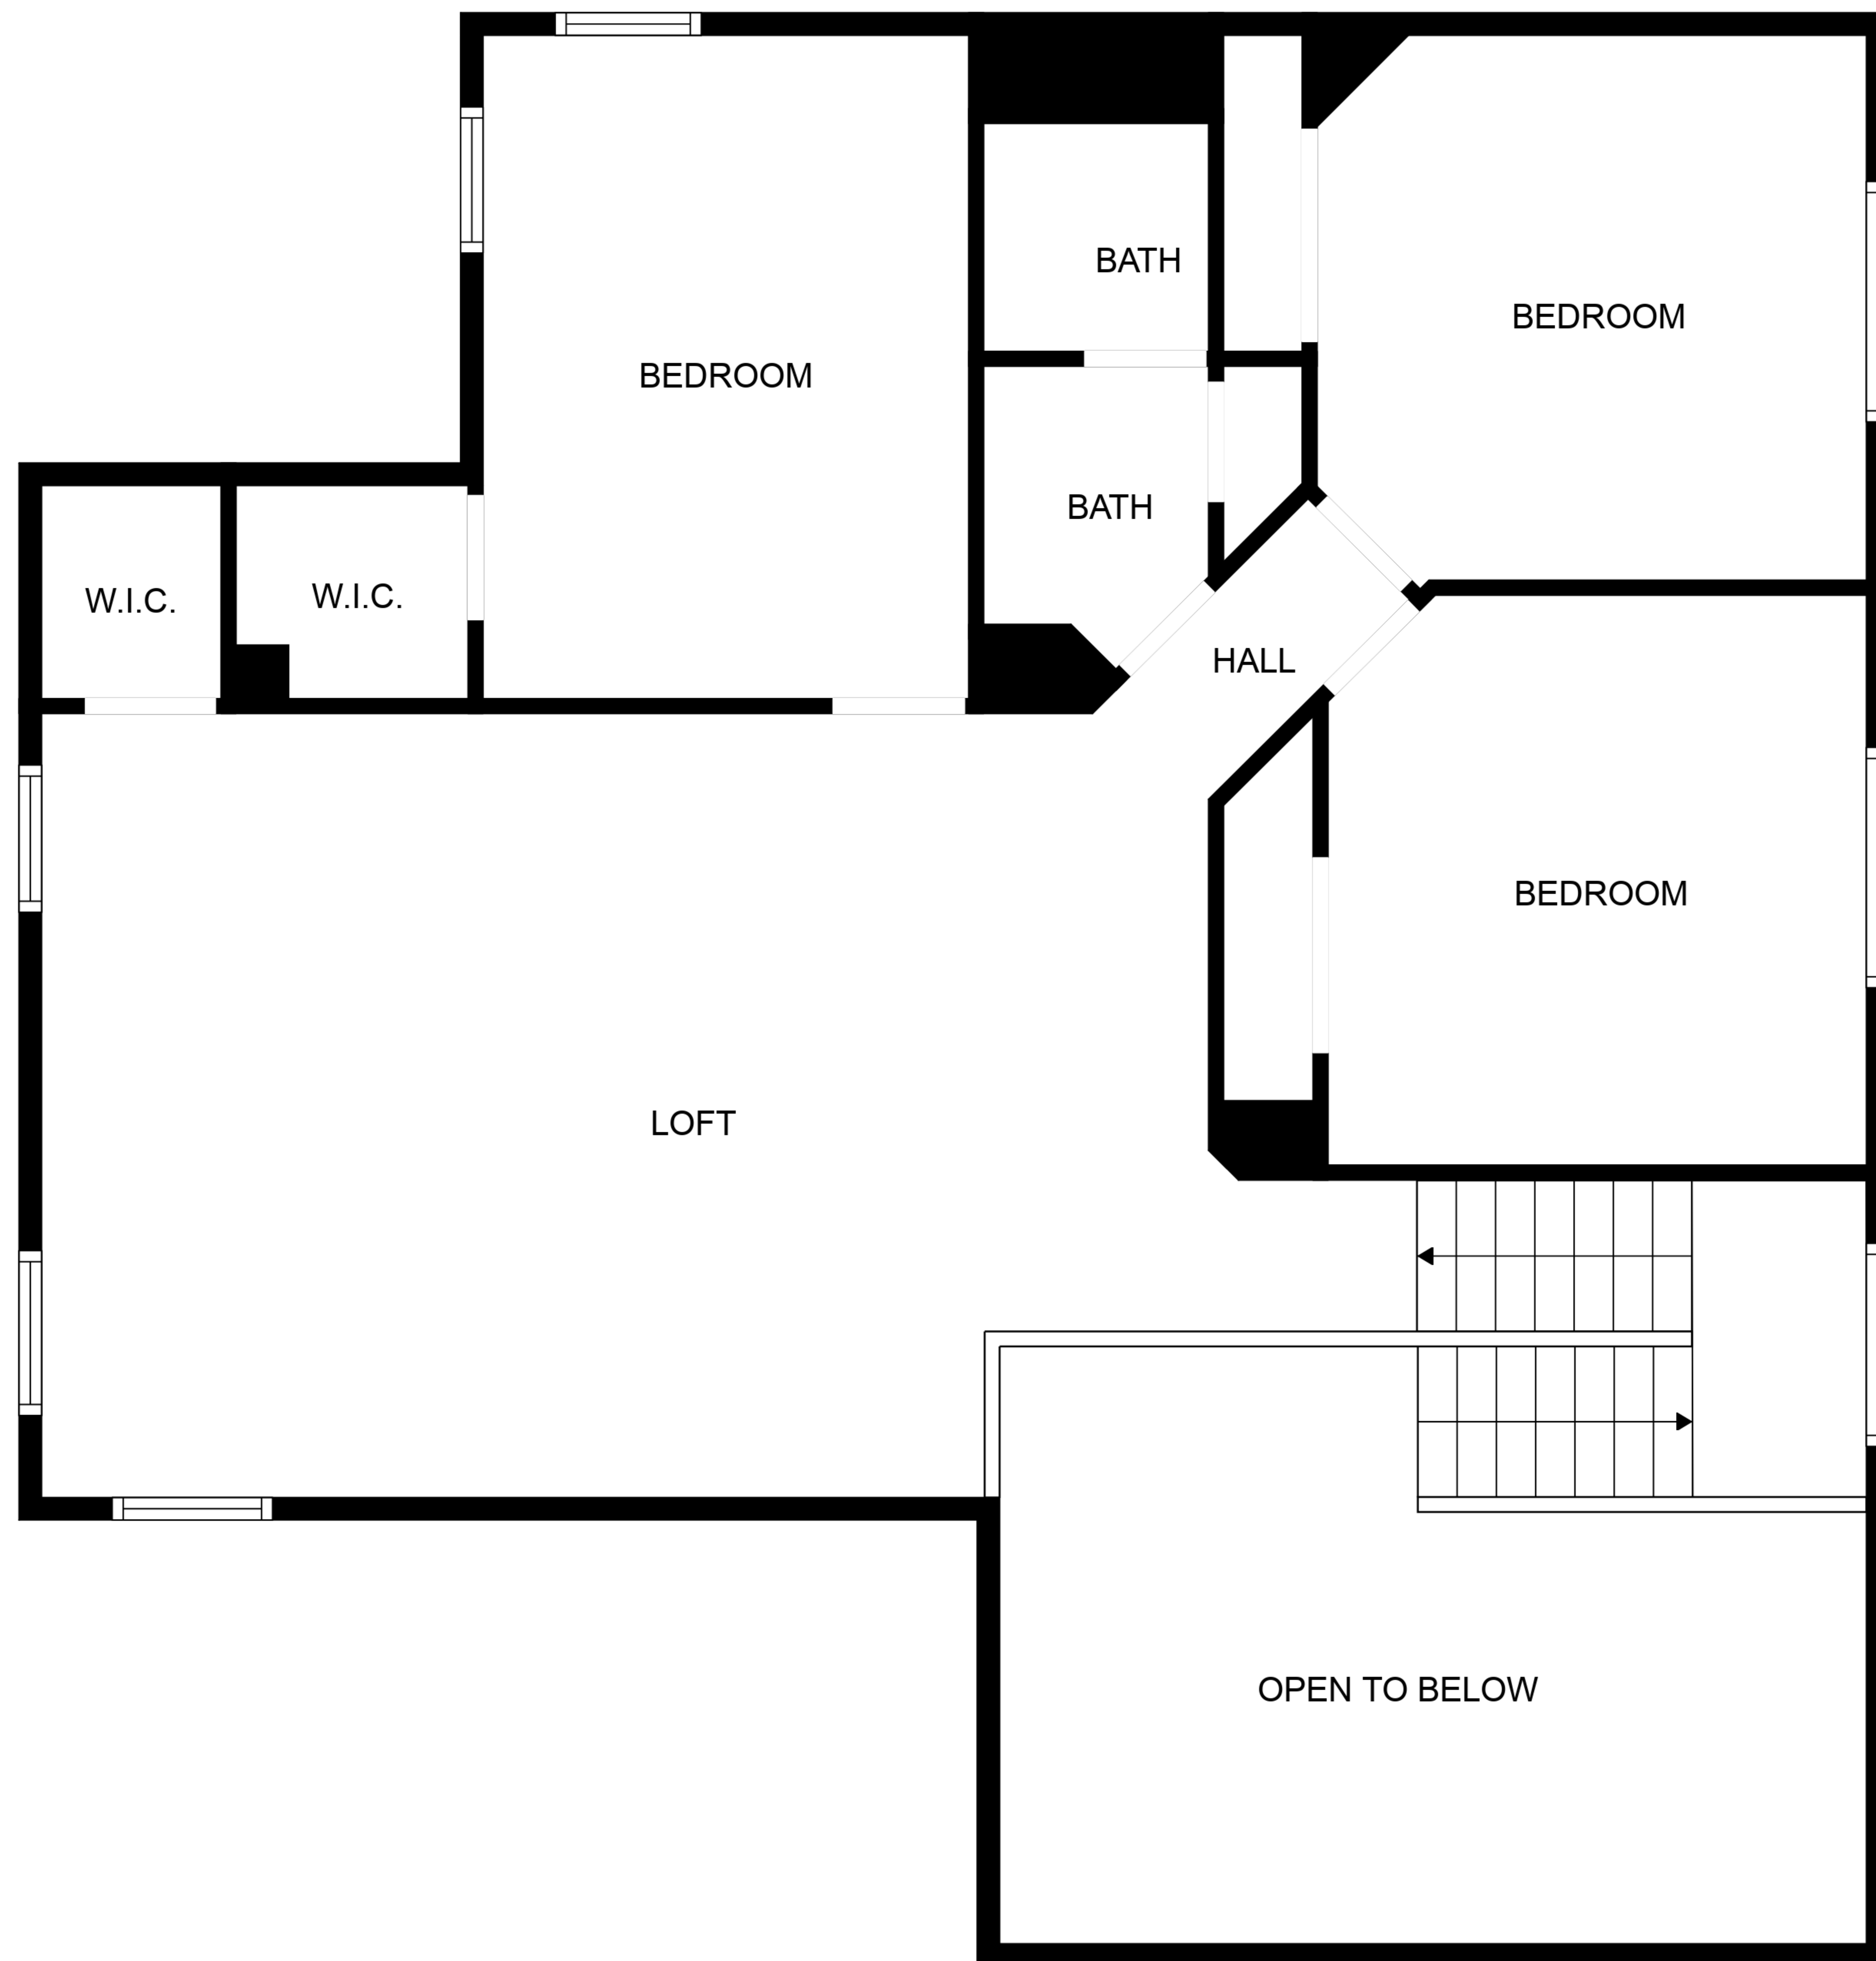 BATH
BEDROOM
BEDROOM
BATH
W.I.C.
W.I.C.
HALL
BEDROOM
LOFT
OPEN TO BELOW